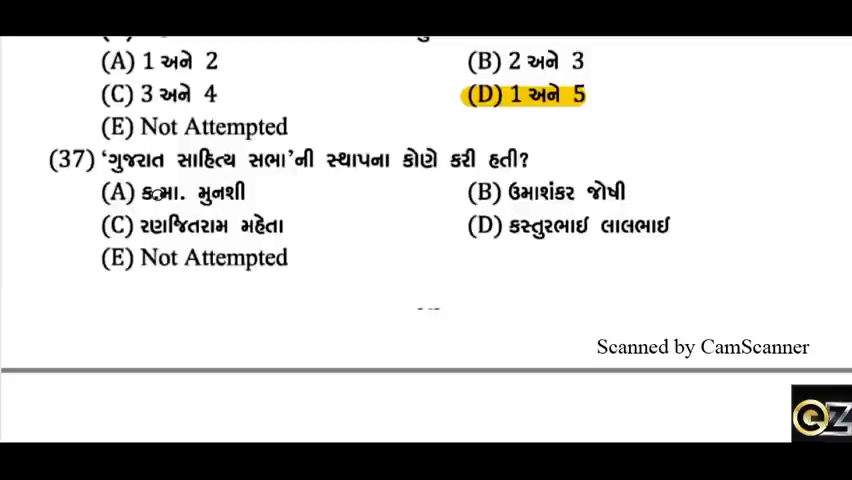 (A) 1 અને 2 (B) 2 અને 3
(C) 3 અને 4 (D) 1 અને 5
(E) Not Attempted
(37) ‘ગુજરાત સાહિત્ય સભા’ની સ્થાપના કોણે કરી હતી?
(A) ક.મા. મુનશી (B) ઉમાશંકર જોષી
(C) રણજિતરામ મહેતા (D) કસ્તુરભાઈ લાલભાઈ
(E) Not Attempted
Scanned by CamScanner